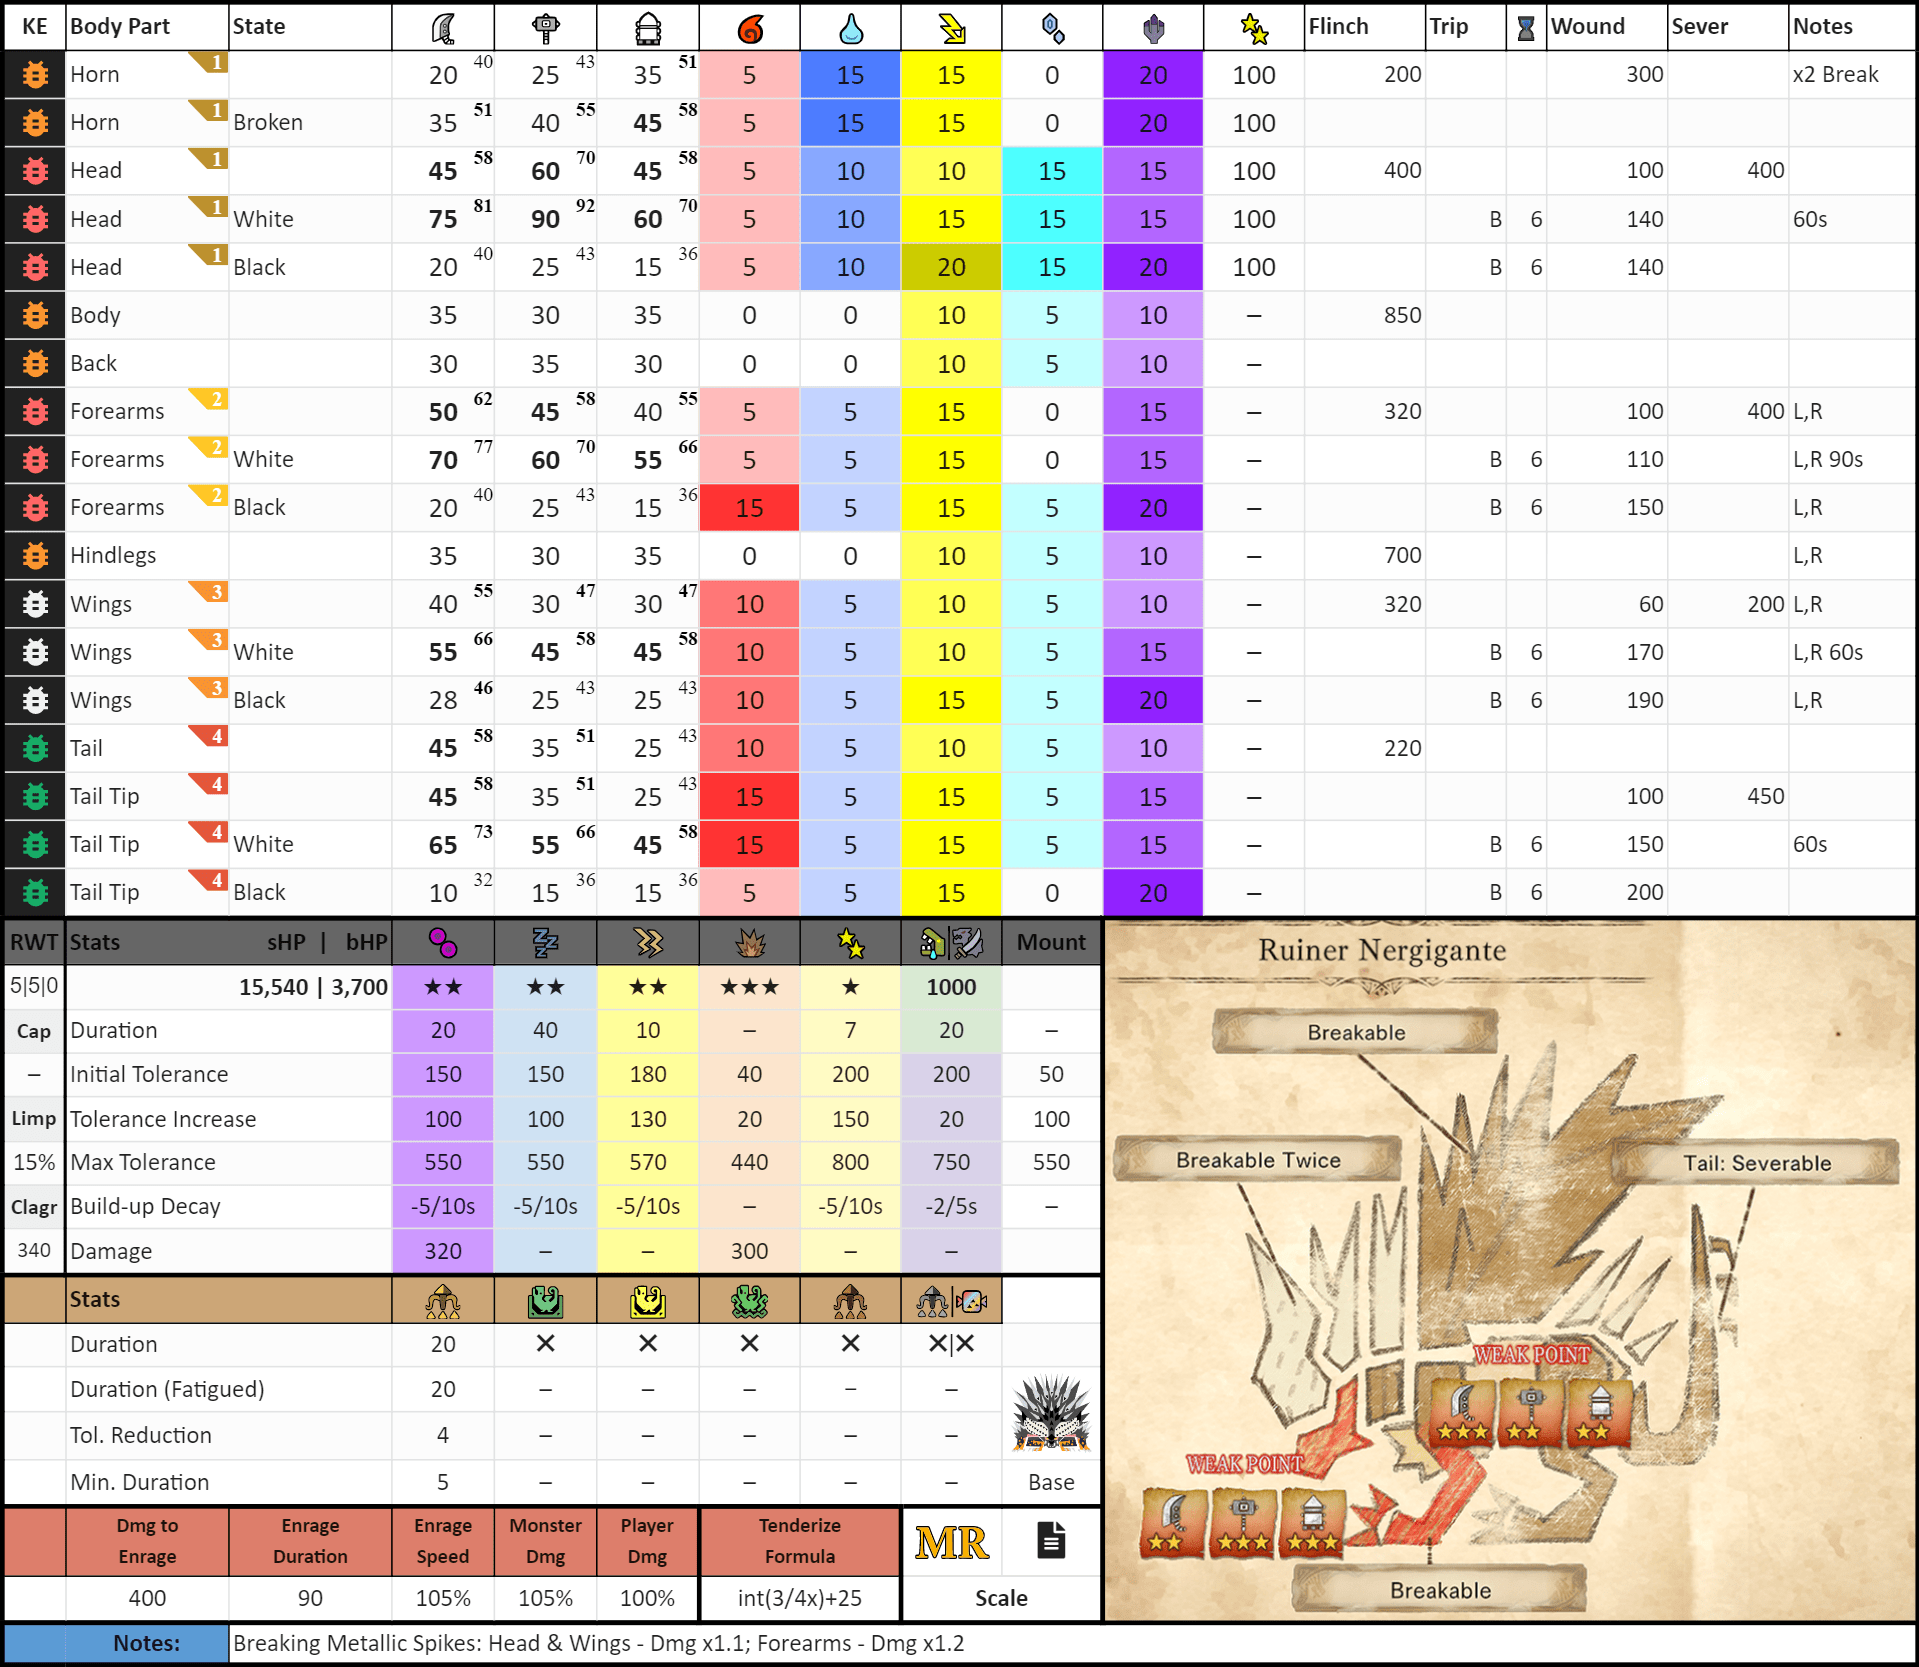 KE Body Part State Flinch Trip Wound Sever Notes
Horn 1 20 40 25 43 35 51 5 15 15 0 20 100 200 300 x2 Break
Horn 1 Broken 35 51 40 55 45 58 5 15 15 0 20 100
Head 1 45 58 60 70 45 58 5 10 10 15 15 100 400 100 400
Head 1 White 75 81 90 92 60 70 5 10 15 15 15 100 B 6 140 60s
Head 1 Black 20 40 25 43 15 36 5 10 20 15 20 100 B 6 140
Body 35 30 35 0 0 10 5 10 – 850
Back 30 35 30 0 0 10 5 10 –
Forearms 2 50 62 45 58 40 55 5 5 15 0 15 – 320 100 400 L,R
Forearms 2 White 70 77 60 70 55 66 5 5 15 0 15 – B 6 110 L,R 90s
Forearms 2 Black 20 40 25 43 15 36 15 5 15 5 20 – B 6 150 L,R
Hindlegs 35 30 35 0 0 10 5 10 – 700 L,R
Wings 3 40 55 30 47 30 47 10 5 10 5 10 – 320 60 200 L,R
Wings 3 White 55 66 45 58 45 58 10 5 10 5 15 – B 6 170 L,R 60s
Wings 3 Black 28 46 25 43 25 43 10 5 15 5 20 – B 6 190 L,R
Tail 4 45 58 35 51 25 43 10 5 10 5 10 – 220
Tail Tip 4 45 58 35 51 25 43 15 5 15 5 15 – 100 450
Tail Tip 4 White 65 73 55 66 45 58 15 5 15 5 15 – B 6 150 60s
Tail Tip 4 Black 10 32 15 36 15 36 5 5 15 0 20 – B 6 200
RWT Stats sHP | bHP Mount
5|5|0 15,540 | 3,700 ★★ ★★ ★★ ★★★ ★ 1000
Cap Duration 20 40 10 – 7 20 –
– Initial Tolerance 150 150 180 40 200 200 50
Limp Tolerance Increase 100 100 130 20 150 20 100
15% Max Tolerance 550 550 570 440 800 750 550
Clagr Build-up Decay -5/10s -5/10s -5/10s – -5/10s -2/5s –
340 Damage 320 – – 300 – –
Stats
Duration 20 ✕ ✕ ✕ ✕ ✕|✕
Duration (Fatigued) 20 – – – – –
Tol. Reduction 4 – – – – –
Min. Duration 5 – – – – – Base
Dmg to Enrage Enrage Monster Player Tenderize
Enrage Duration Speed Dmg Dmg Formula MR
400 90 105% 105% 100% int(3/4x)+25 Scale
Notes: Breaking Metallic Spikes: Head & Wings - Dmg x1.1; Forearms - Dmg x1.2
Ruiner Nergigante
Breakable
Breakable Twice
Tail: Severable
WEAK POINT
WEAK POINT
Breakable